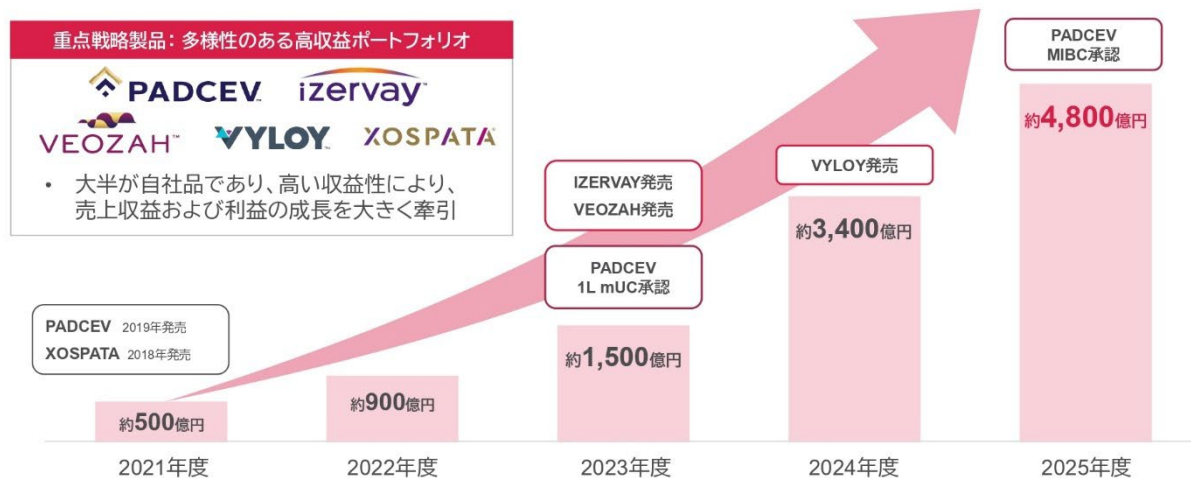 重点戦略製品：多様性のある高収益ポートフォリオ
PADCEV™
izervay™
VEOZAH™
VYLOY™
XOSPATA
• 大半が自社品であり、高い収益性により、
売上収益および利益の成長を大きく牽引
PADCEV 2019年発売
XOSPATA 2018年発売
IZERVAY発売
VEOZAH発売
PADCEV
1L mUC承認
VYLOY発売
PADCEV
MIBC承認
約500億円
約900億円
約1,500億円
約3,400億円
約4,800億円
2021年度
2022年度
2023年度
2024年度
2025年度